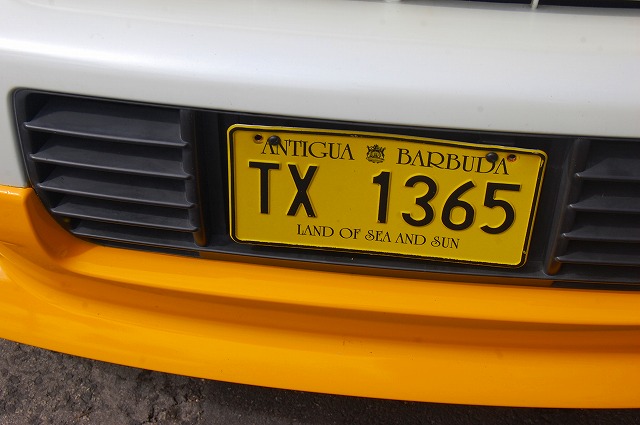 ANTIGUA BARBUDA
TX 1365
LAND OF SEA AND SUN